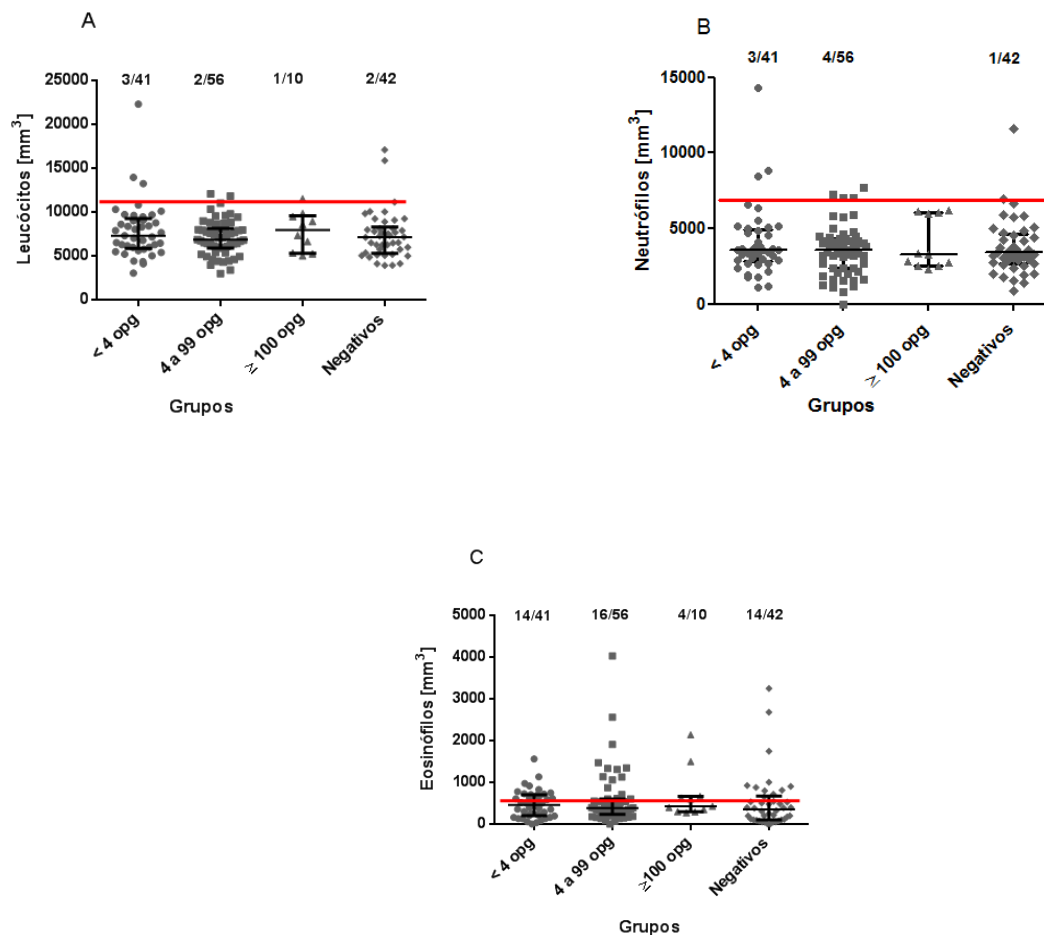 A
3/41 2/56 1/10 2/42
25000
20000
15000
10000
5000
0
Leucócitos [mm³]
< 4 opg
4 a 99 opg
≥ 100 opg
Negativos
Grupos
B
3/41 4/56 1/42
15000
10000
5000
0
Neutrófilos [mm³]
< 4 opg
4 a 99 opg
≥ 100 opg
Negativos
Grupos
C
14/41 16/56 4/10 14/42
5000
4000
3000
2000
1000
0
Eosinófilos [mm³]
< 4 opg
4 a 99 opg
≥100 opg
Negativos
Grupos